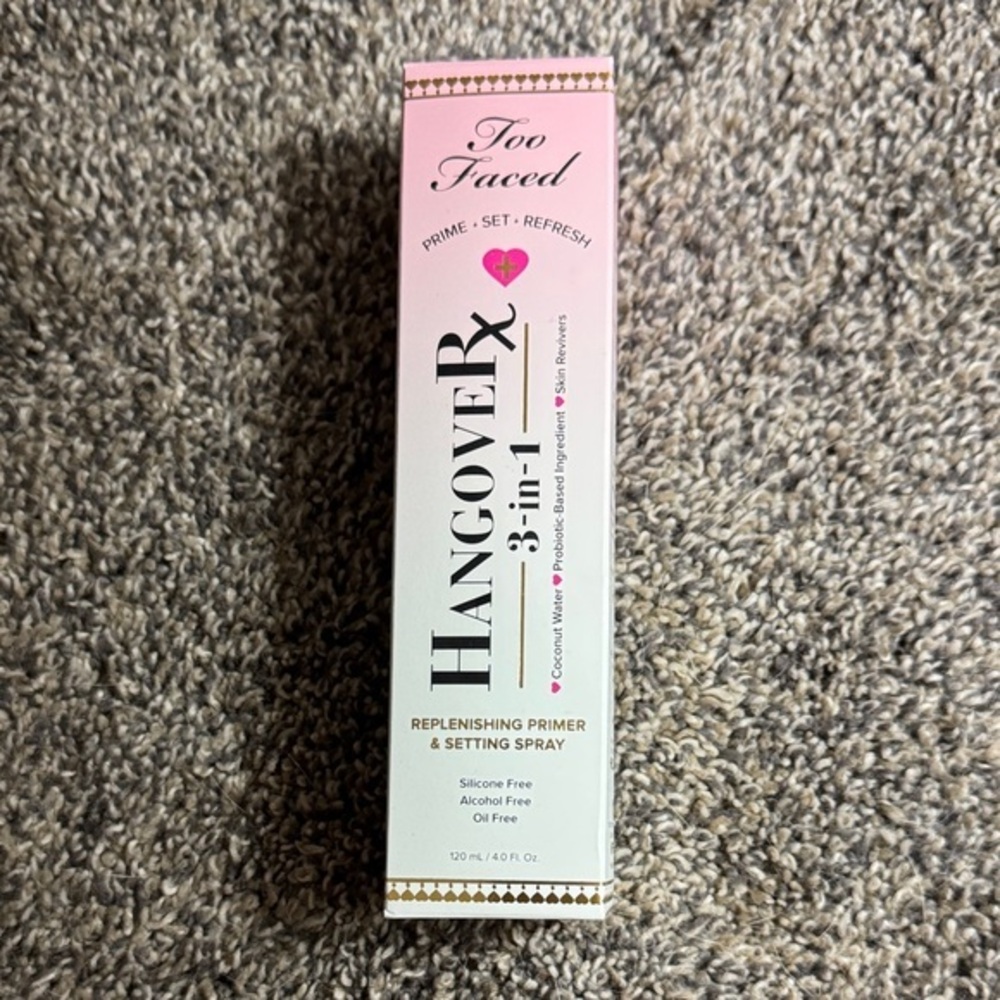 Too
Faced
PRIME • SET • REFRESH
HANGOVERx
3-in-1
Coconut Water Probiotic-Based Ingredient Skin Revivers
REPLENISHING PRIMER
& SETTING SPRAY
Silicone Free
Alcohol Free
Oil Free
120 mL / 4.0 Fl. Oz.